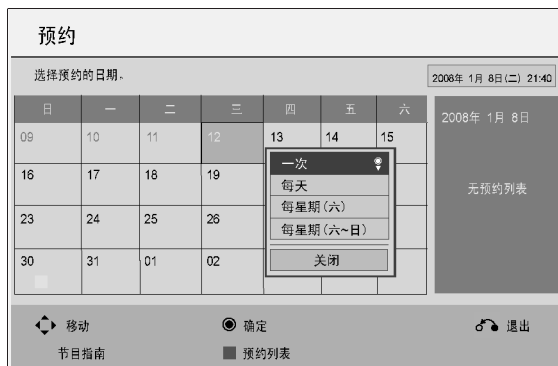 预约
选择预约的日期。
2008年 1月 8日(二) 21:40
日 一 二 三 四 五 六
2008年 1月 8日
09 10 11 12 13 14 15
一次
16 17 18 19
每天
无预约列表
每星期(六)
23 24 25 26
每星期(六~日)
30 31 01 02
关闭
移动 确定 退出
节目指南 预约列表